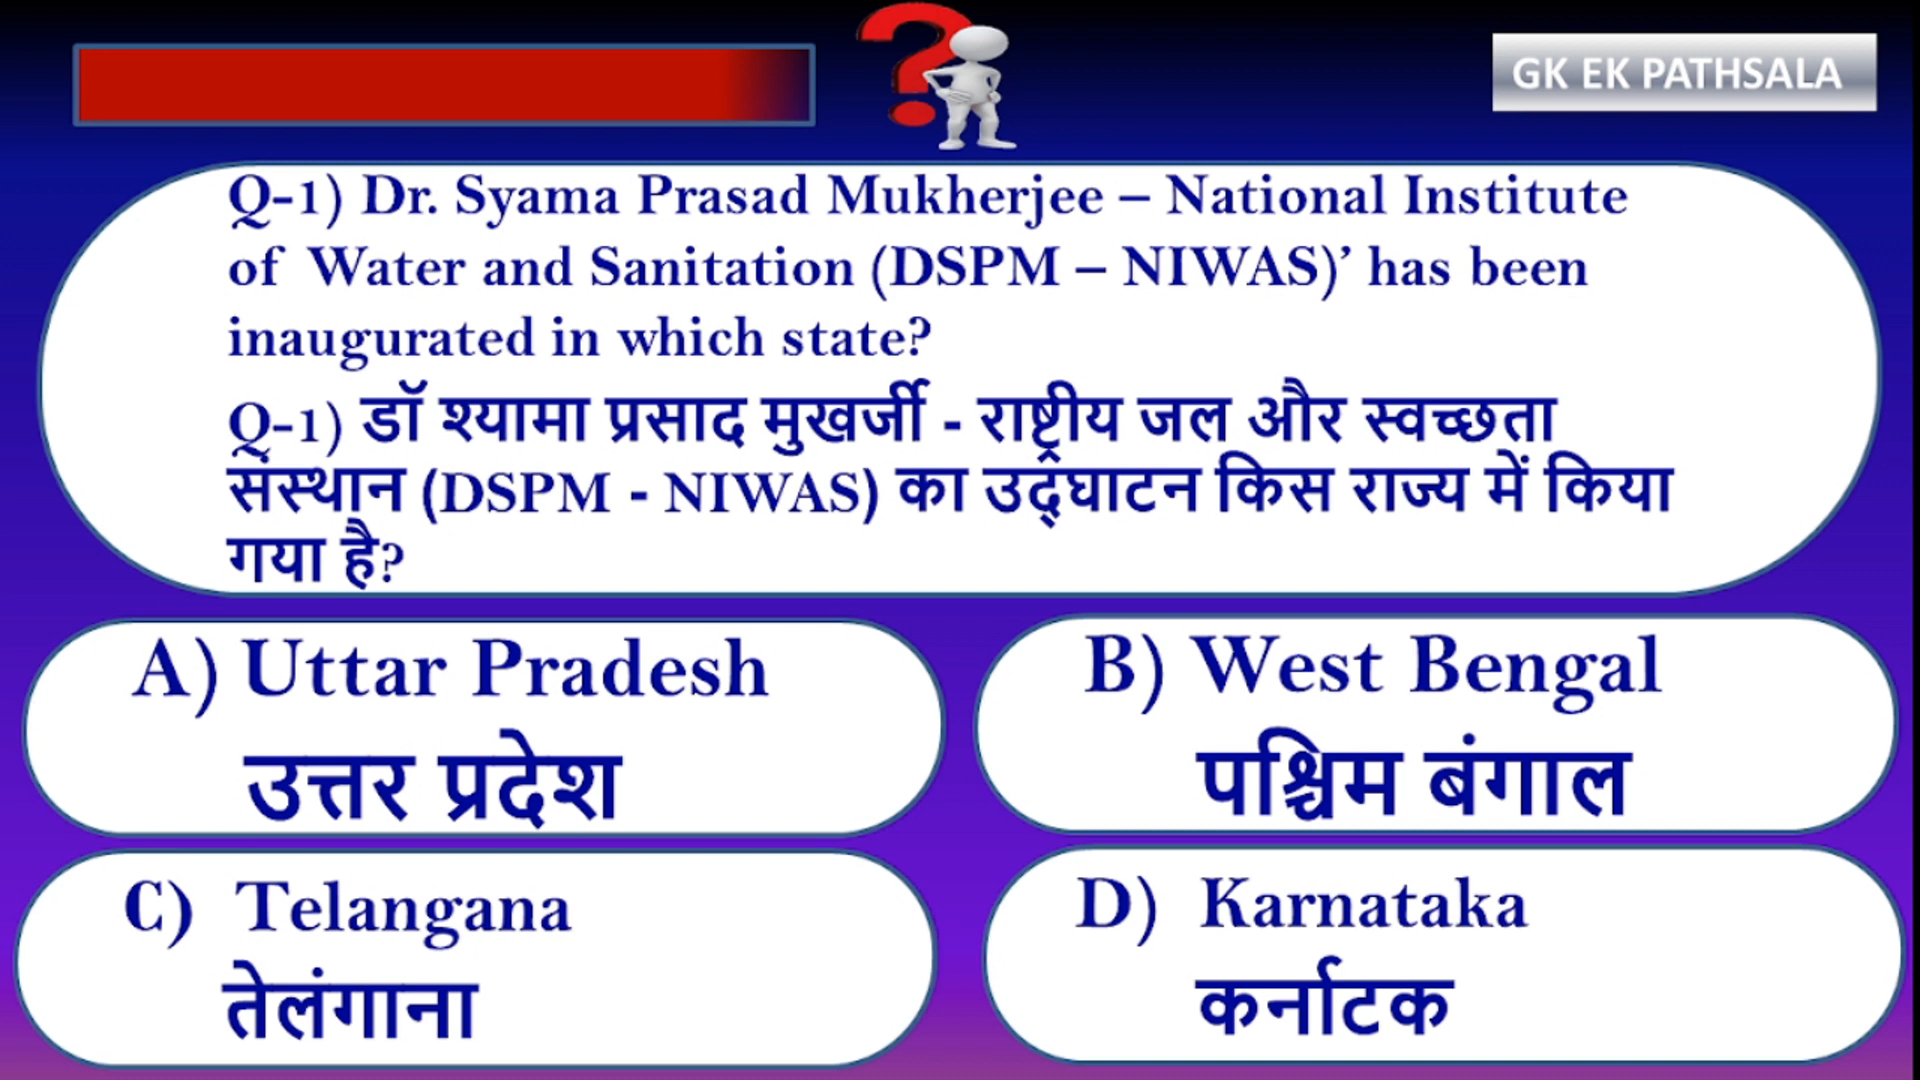 GK EK PATHSALA
Q-1) Dr. Syama Prasad Mukherjee – National Institute
of Water and Sanitation (DSPM – NIWAS)’ has been
inaugurated in which state?
Q-1) डॉ श्यामा प्रसाद मुखर्जी - राष्ट्रीय जल और स्वच्छता
संस्थान (DSPM - NIWAS) का उद्घाटन किस राज्य में किया
गया है?
A) Uttar Pradesh
उत्तर प्रदेश
B) West Bengal
पश्चिम बंगाल
C) Telangana
तेलंगाना
D) Karnataka
कर्नाटक